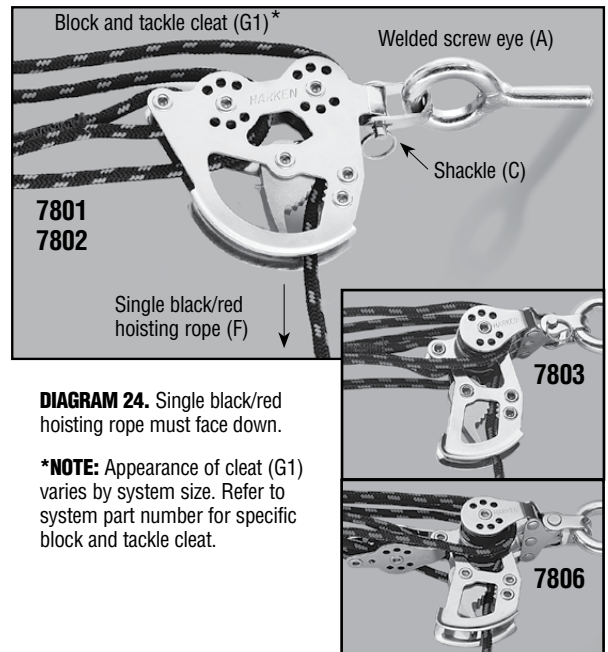 Block and tackle cleat (G1)*
Welded screw eye (A)
HARKEN
Shackle (C)
7801
7802
Single black/red
hoisting rope (F)
HARKEN
7803
DIAGRAM 24. Single black/red
hoisting rope must face down.
*NOTE: Appearance of cleat (G1)
varies by system size. Refer to
system part number for specific
block and tackle cleat.
HARKEN
7806